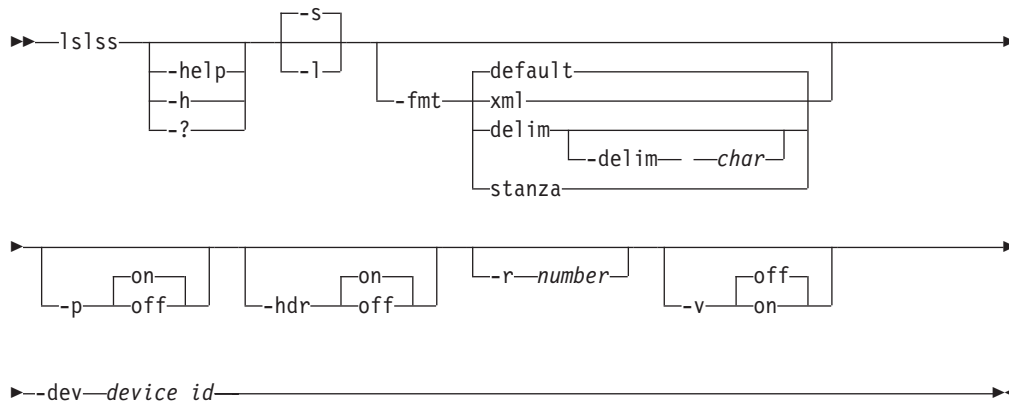 -s
lslss
-help
-l
-h
-?
default
-fmt xml
delim
-delim char
stanza
on on -r number off
-p off -hdr off -v on
-dev device id